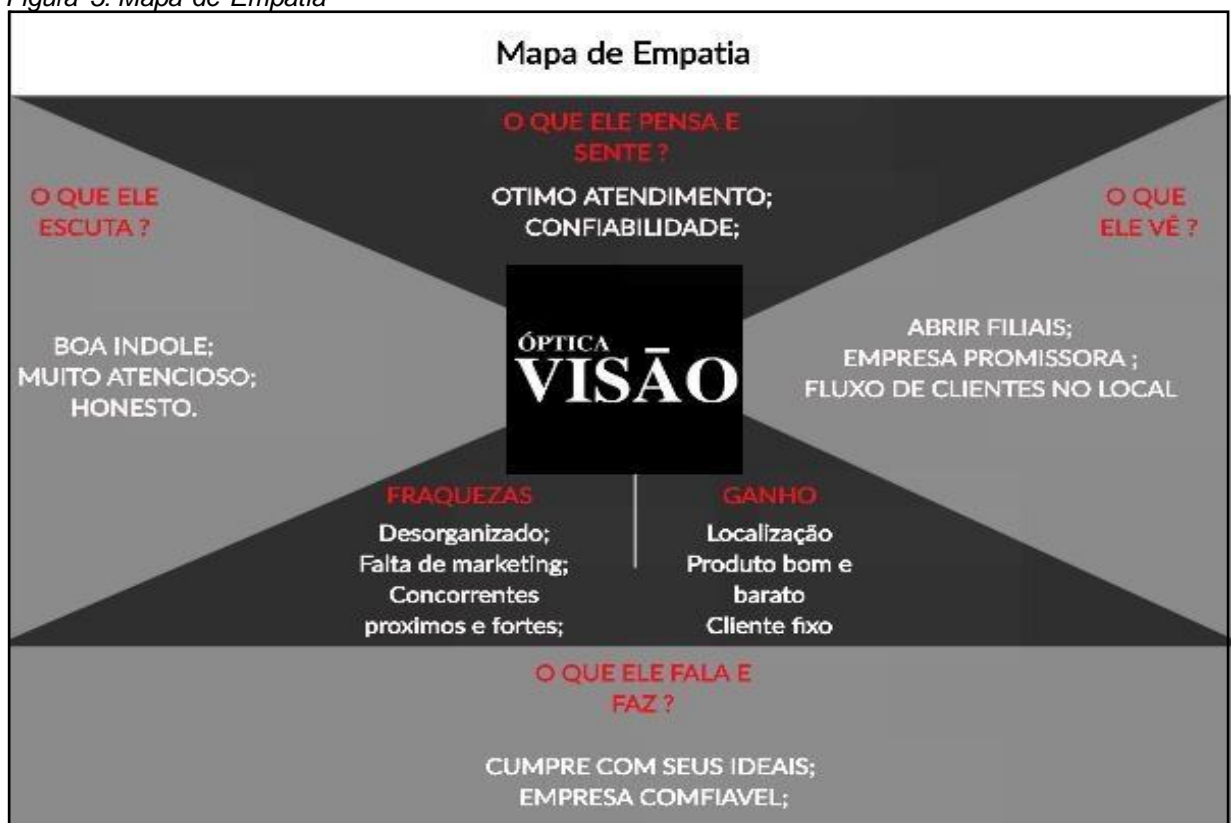 Figura 3: Mapa de Empatia
Mapa de Empatia
O QUE ELE PENSA E
SENTE ?
OTIMO ATENDIMENTO;
CONFIABILIDADE;
O QUE ELE
ESCUTA ?
BOA INDOLE;
MUITO ATENCIOSO;
HONESTO.
O QUE
ELE VÊ ?
ABRIR FILIAIS;
EMPRESA PROMISSORA ;
FLUXO DE CLIENTES NO LOCAL
ÓPTICA
VISÃO
FRAQUEZAS
Desorganizado;
Falta de marketing;
Concorrentes
proximos e fortes;
GANHO
Localização
Produto bom e
barato
Cliente fixo
O QUE ELE FALA E
FAZ ?
CUMPRE COM SEUS IDEAIS;
EMPRESA COMFIAVEL;